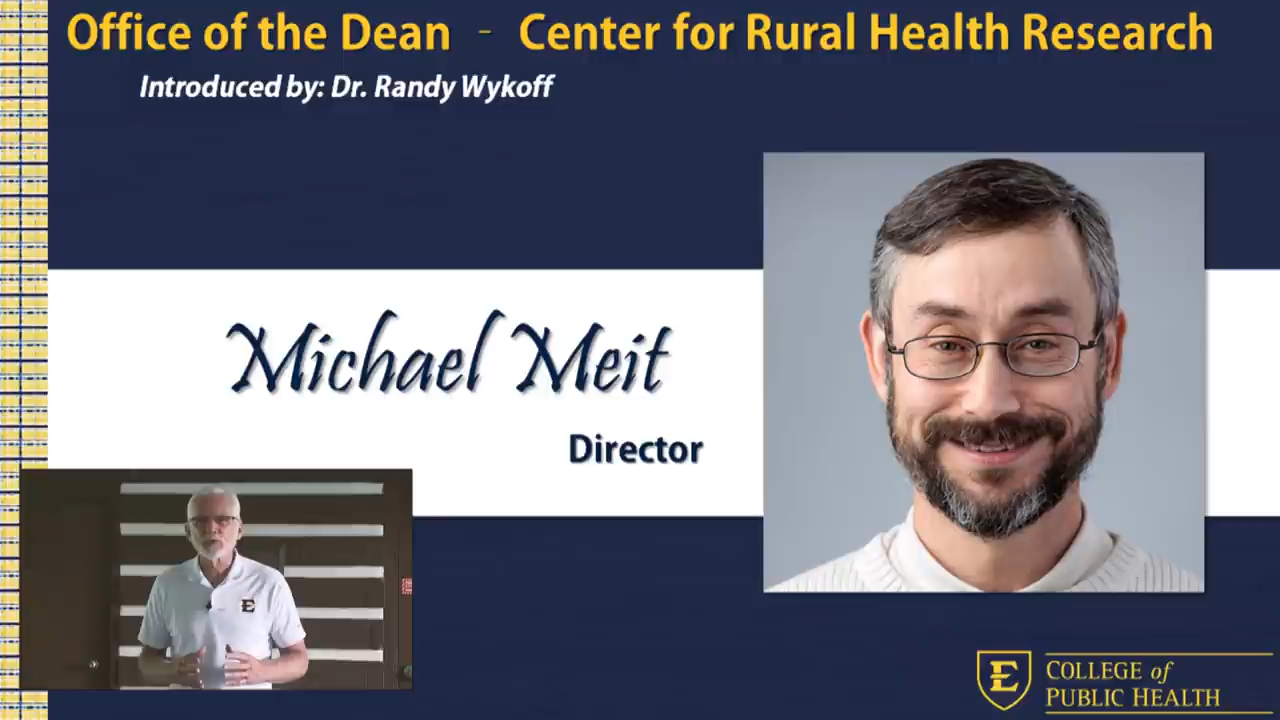 Office of the Dean - Center for Rural Health Research
Introduced by: Dr. Randy Wykoff
Michael Meit
Director
E
E
COLLEGE of
PUBLIC HEALTH